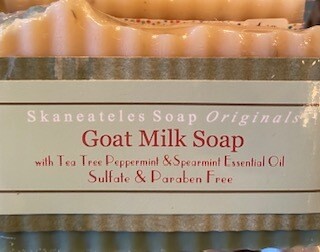 Skaneateles Soap Originals
Goat Milk Soap
with Tea Tree Peppermint & Spearmint Essential Oil
Sulfate & Paraben Free